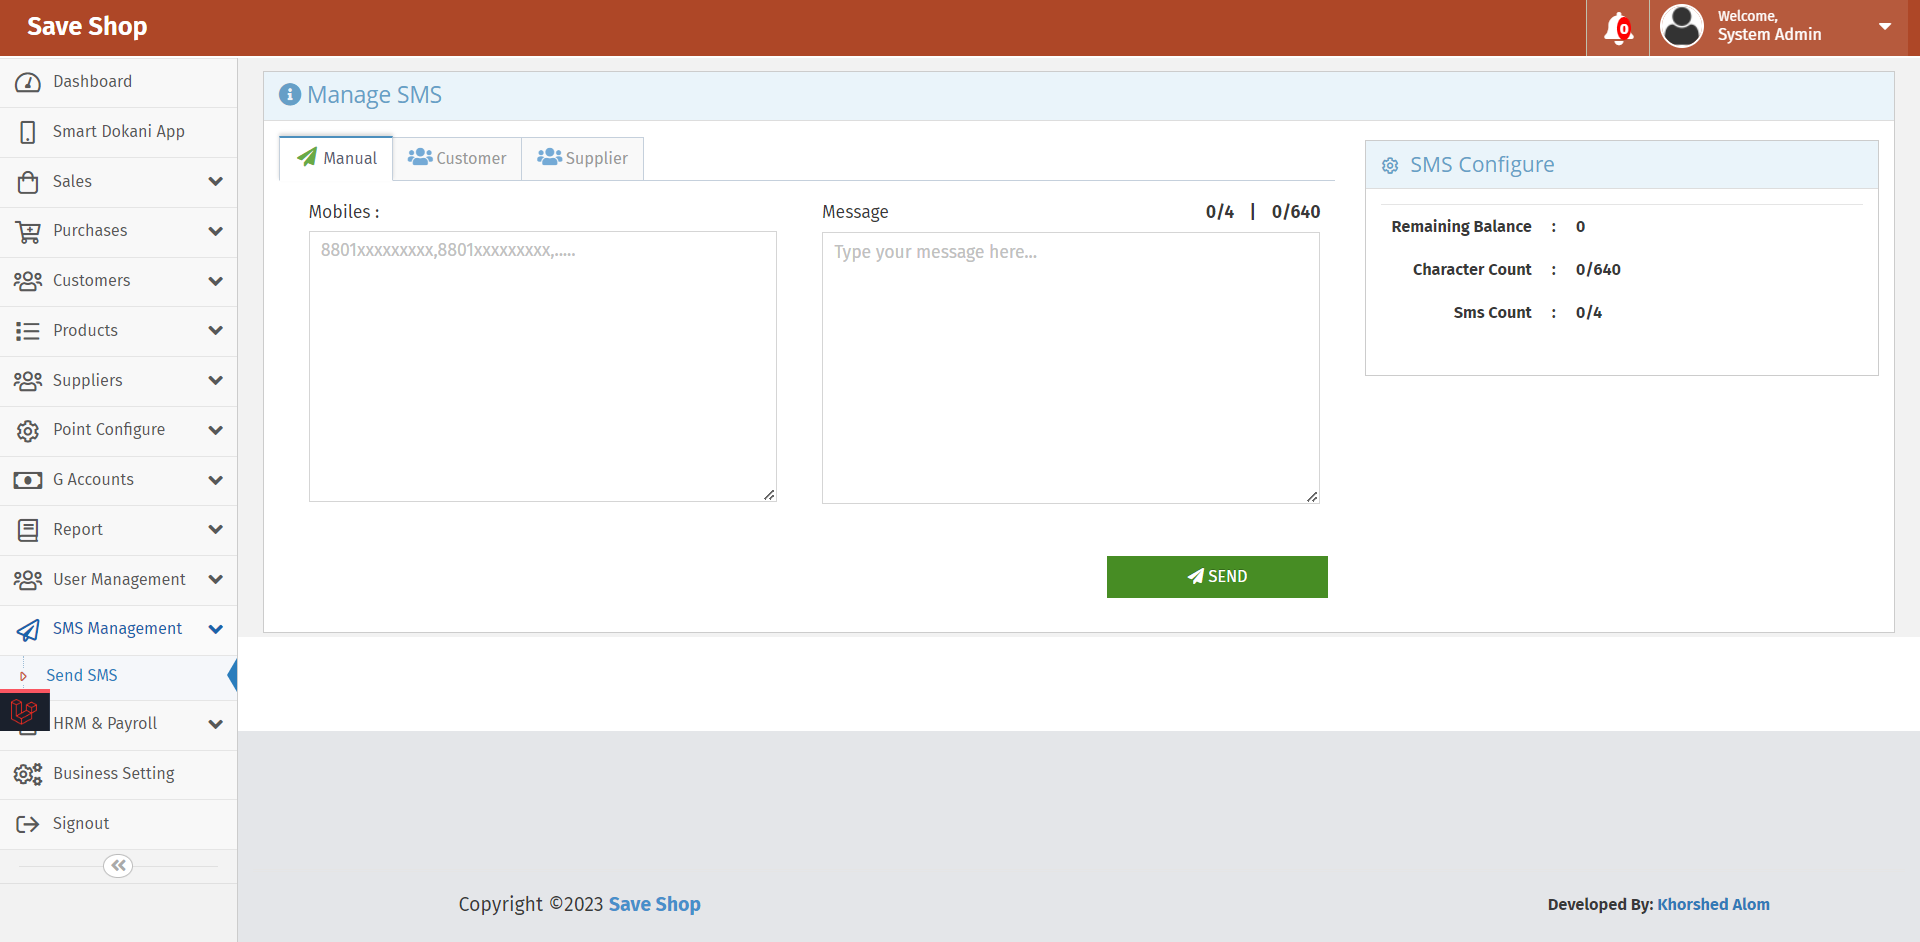 Save Shop
0
Welcome,
System Admin
Dashboard
Smart Dokani App
Sales
Purchases
Customers
Products
Suppliers
Point Configure
G Accounts
Report
User Management
SMS Management
Send SMS
HRM & Payroll
Business Setting
Signout
Manage SMS
Manual
Customer
Supplier
Mobiles :
8801xxxxxxxxx,8801xxxxxxxxx,.....
Message
0/4 | 0/640
Type your message here...
SEND
SMS Configure
Remaining Balance : 0
Character Count : 0/640
Sms Count : 0/4
Copyright ©2023 Save Shop
Developed By: Khorshed Alom